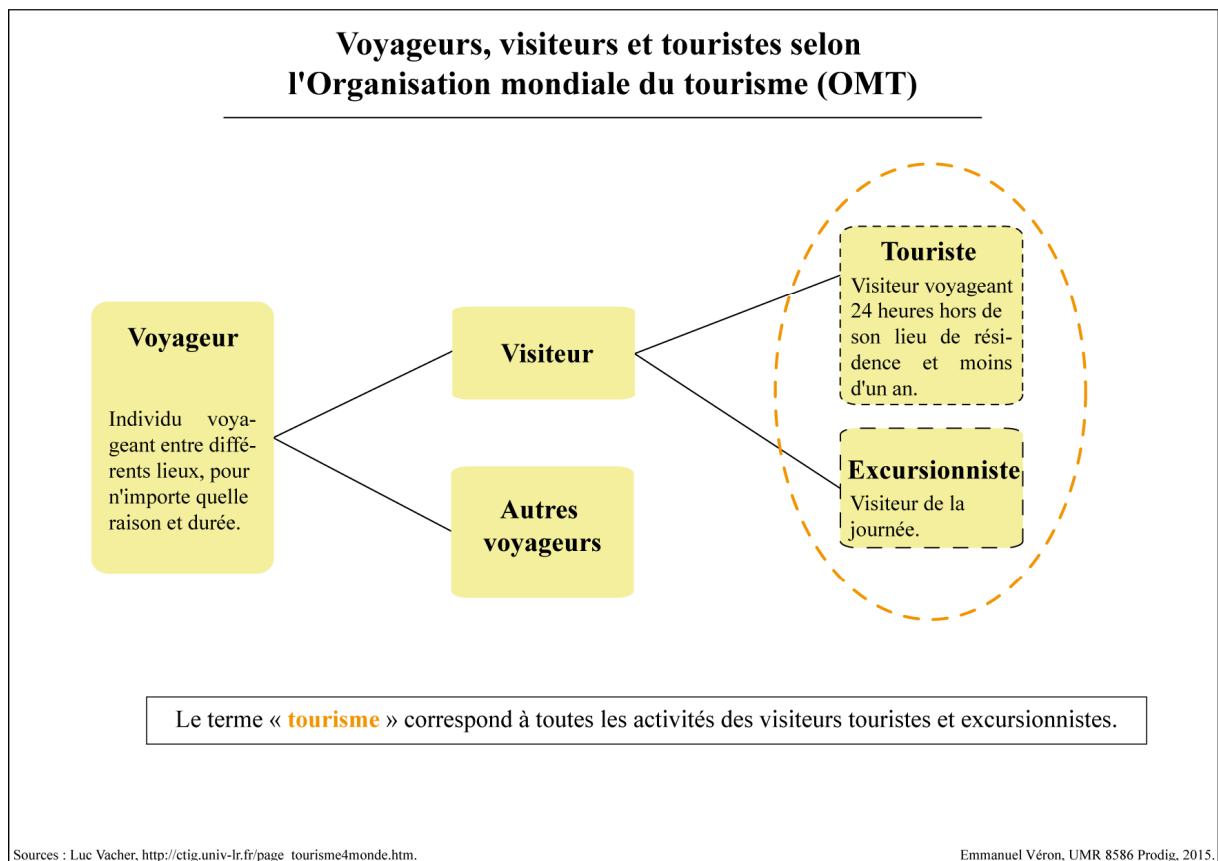 Voyageurs, visiteurs et touristes selon
l'Organisation mondiale du tourisme (OMT)
Voyageur
Individu voya-
geant entre diffé-
rents lieux, pour
n'importe quelle
raison et durée.
Visiteur
Autres
voyageurs
Touriste
Visiteur voyageant
24 heures hors de
son lieu de rési-
dence et moins
d'un an.
Excursionniste
Visiteur de la
journée.
Le terme « tourisme » correspond à toutes les activités des visiteurs touristes et excursionnistes.
Sources : Luc Vacher, http://ctig.univ-lr.fr/page_tourisme4monde.htm.
Emmanuel Véron, UMR 8586 Prodig, 2015.